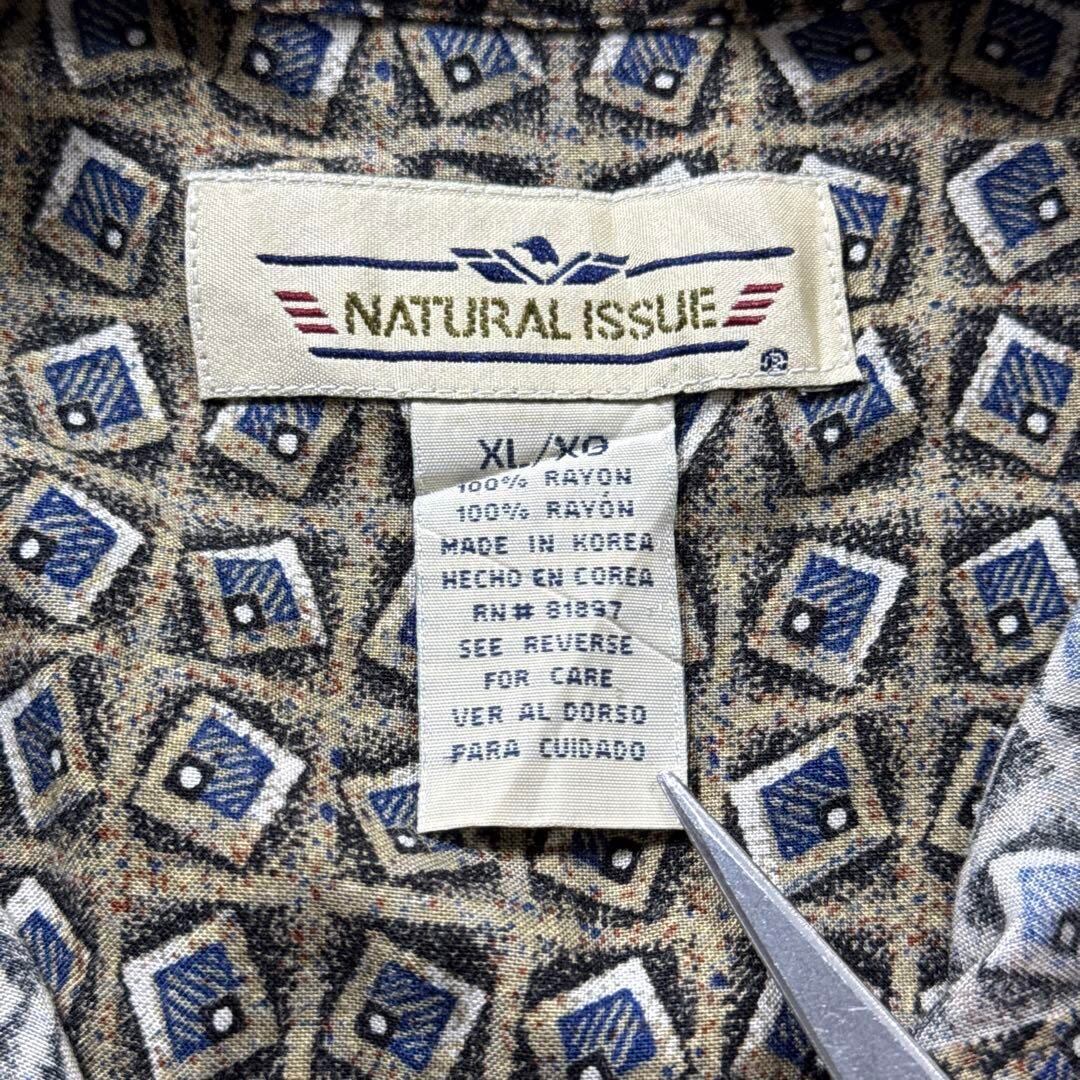 NATURAL ISSUE
®
XL/XG
100% RAYON
100% RAYÓN
MADE IN KOREA
HECHO EN COREA
RN# 81897
SEE REVERSE
FOR CARE
VER AL DORSO
PARA CUIDADO